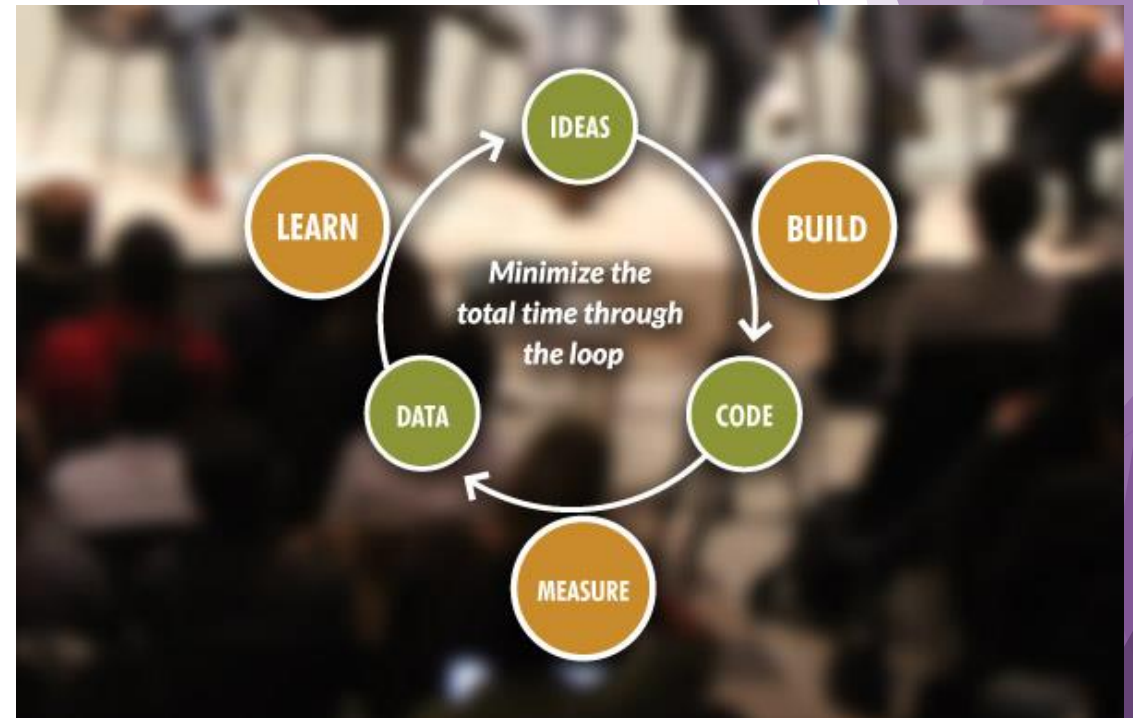 IDEAS
LEARN
BUILD
Minimize the
total time through
the loop
DATA
CODE
MEASURE